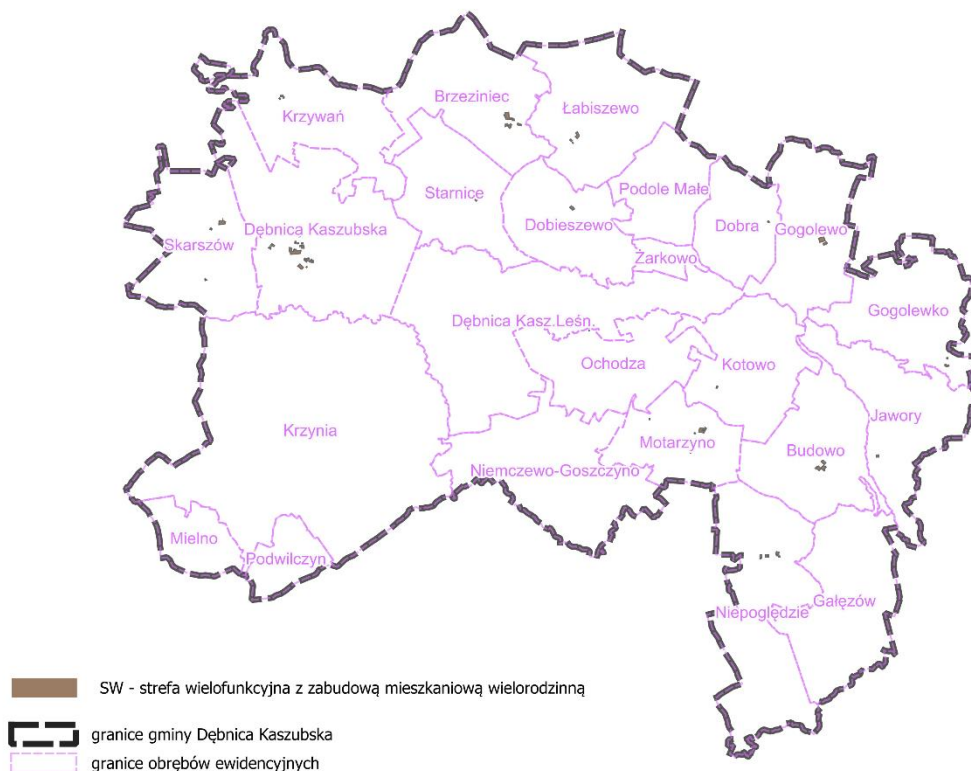 Brzeziniec
Łabiszewo
Krzywań
Podole Małe
Starnice
Dębnica Kaszubska
Dobieszewo
Dobra
Gogolewo
Skarszów
Żarkowo
Gogolewko
Dębnica Kasz.Leśn.
Ochodza
Kotowo
Jawory
Krzynia
Motarzyno
Budowo
Niemczewo-Goszczyno
Mielno
Podwilczyn
Gałęzów
Niepoględzie
SW - strefa wielofunkcyjna z zabudową mieszkaniową wielorodzinną
granice gminy Dębnica Kaszubska
granice obrębów ewidencyjnych